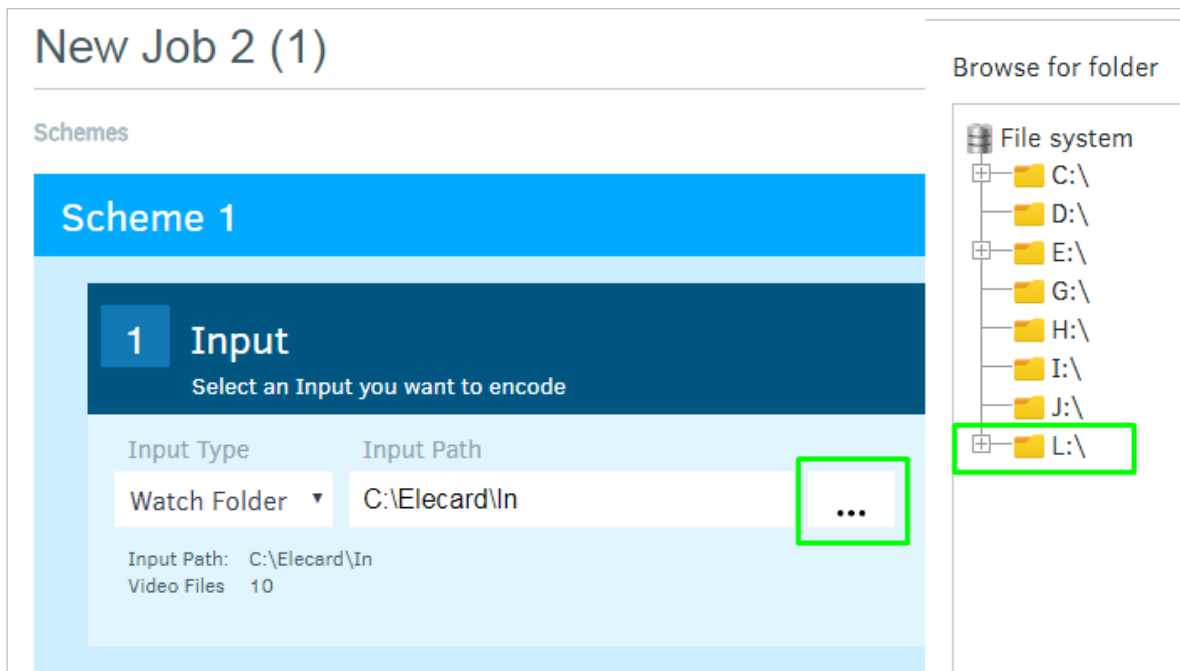 New Job 2 (1)
Schemes
Scheme 1
1 Input
Select an Input you want to encode
Input Type Input Path
Watch Folder C:\Elecard\In ...
Input Path: C:\Elecard\In
Video Files 10
Browse for folder
File system
C:\
D:\
E:\
G:\
H:\
I:\
J:\
L:\